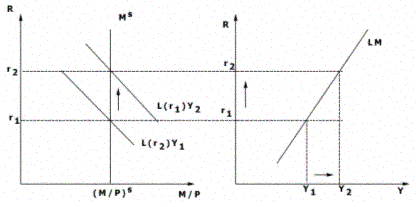 R
M^s
r2
r1
L(r1)Y2
L(r2)Y1
(M/P)^s
M/P
R
LM
r2
r1
Y1
Y2
Y